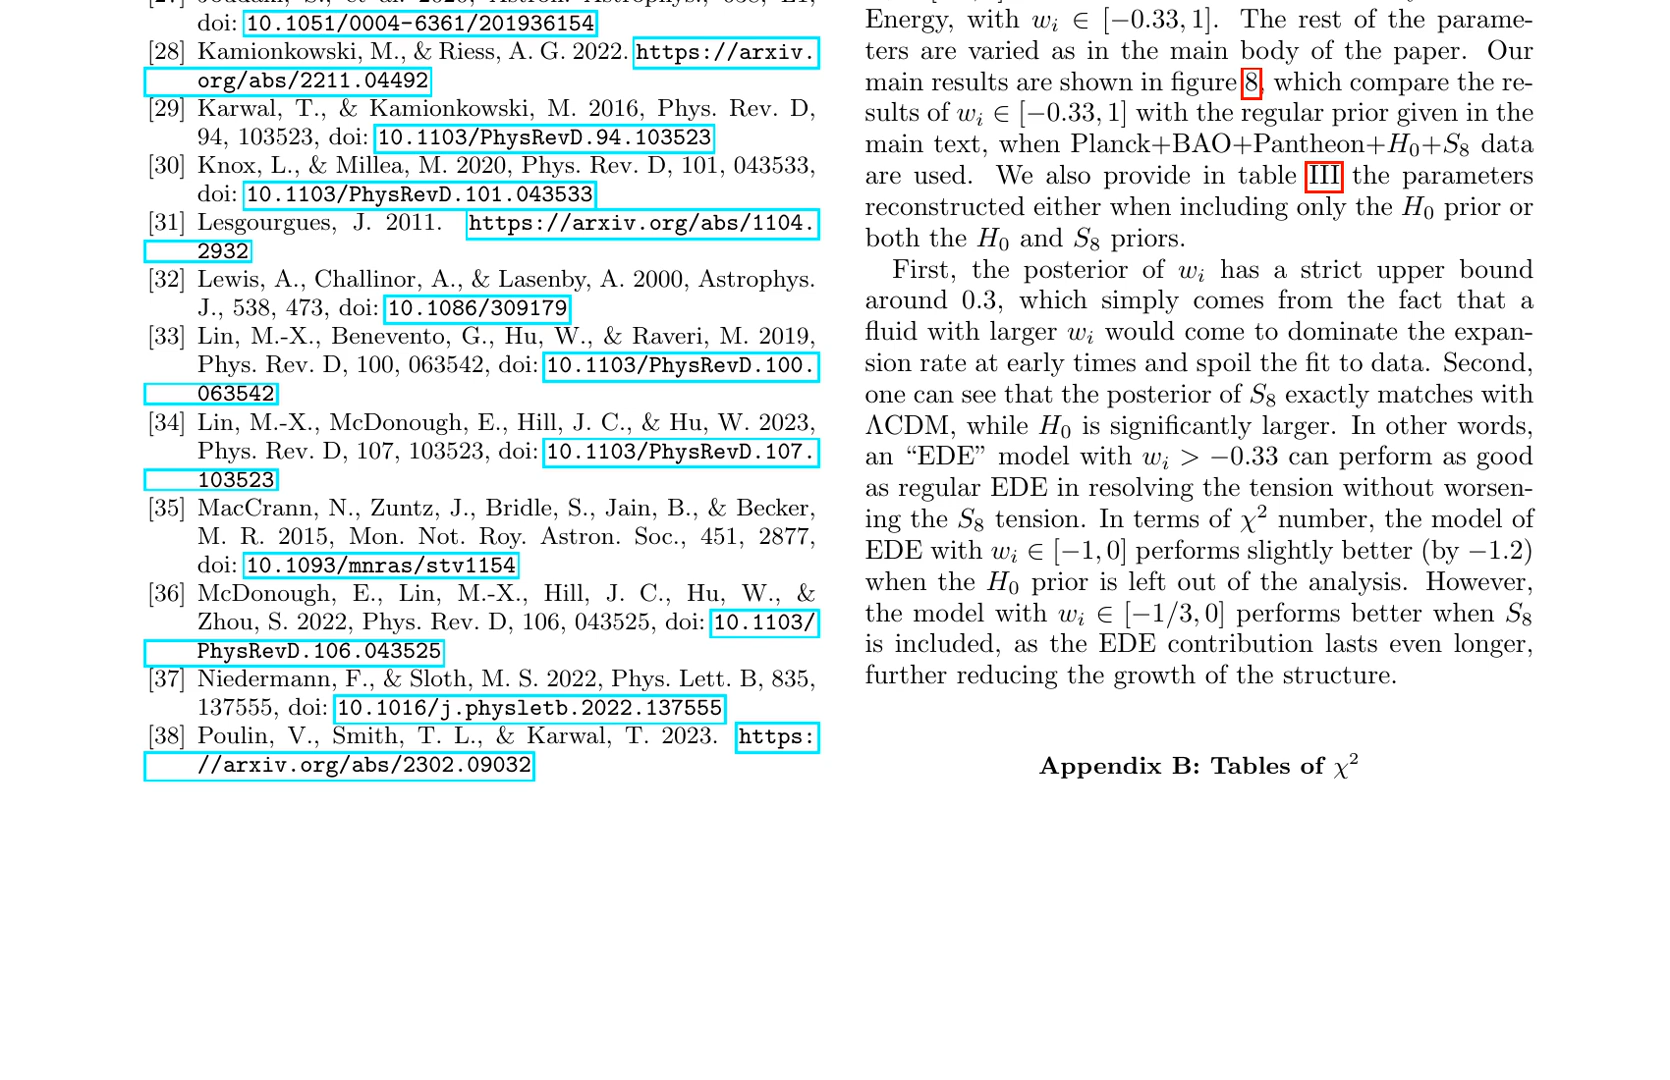 doi: 10.1051/0004-6361/201936154
[28] Kamionkowski, M., & Riess, A. G. 2022. https://arxiv.
org/abs/2211.04492
[29] Karwal, T., & Kamionkowski, M. 2016, Phys. Rev. D,
94, 103523, doi: 10.1103/PhysRevD.94.103523
[30] Knox, L., & Millea, M. 2020, Phys. Rev. D, 101, 043533,
doi: 10.1103/PhysRevD.101.043533
[31] Lesgourgues, J. 2011. https://arxiv.org/abs/1104.
2932
[32] Lewis, A., Challinor, A., & Lasenby, A. 2000, Astrophys.
J., 538, 473, doi: 10.1086/309179
[33] Lin, M.-X., Benevento, G., Hu, W., & Raveri, M. 2019,
Phys. Rev. D, 100, 063542, doi: 10.1103/PhysRevD.100.
063542
[34] Lin, M.-X., McDonough, E., Hill, J. C., & Hu, W. 2023,
Phys. Rev. D, 107, 103523, doi: 10.1103/PhysRevD.107.
103523
[35] MacCrann, N., Zuntz, J., Bridle, S., Jain, B., & Becker,
M. R. 2015, Mon. Not. Roy. Astron. Soc., 451, 2877,
doi: 10.1093/mnras/stv1154
[36] McDonough, E., Lin, M.-X., Hill, J. C., Hu, W., &
Zhou, S. 2022, Phys. Rev. D, 106, 043525, doi: 10.1103/
PhysRevD.106.043525
[37] Niedermann, F., & Sloth, M. S. 2022, Phys. Lett. B, 835,
137555, doi: 10.1016/j.physletb.2022.137555
[38] Poulin, V., Smith, T. L., & Karwal, T. 2023. https:
//arxiv.org/abs/2302.09032
Energy, with w_i ∈ [−0.33, 1]. The rest of the parame-
ters are varied as in the main body of the paper. Our
main results are shown in figure 8, which compare the re-
sults of w_i ∈ [−0.33, 1] with the regular prior given in the
main text, when Planck+BAO+Pantheon+H_0+S_8 data
are used. We also provide in table III the parameters
reconstructed either when including only the H_0 prior or
both the H_0 and S_8 priors.
First, the posterior of w_i has a strict upper bound
around 0.3, which simply comes from the fact that a
fluid with larger w_i would come to dominate the expan-
sion rate at early times and spoil the fit to data. Second,
one can see that the posterior of S_8 exactly matches with
ΛCDM, while H_0 is significantly larger. In other words,
an “EDE” model with w_i > −0.33 can perform as good
as regular EDE in resolving the tension without worsen-
ing the S_8 tension. In terms of χ² number, the model of
EDE with w_i ∈ [−1, 0] performs slightly better (by −1.2)
when the H_0 prior is left out of the analysis. However,
the model with w_i ∈ [−1/3, 0] performs better when S_8
is included, as the EDE contribution lasts even longer,
further reducing the growth of the structure.
Appendix B: Tables of χ²